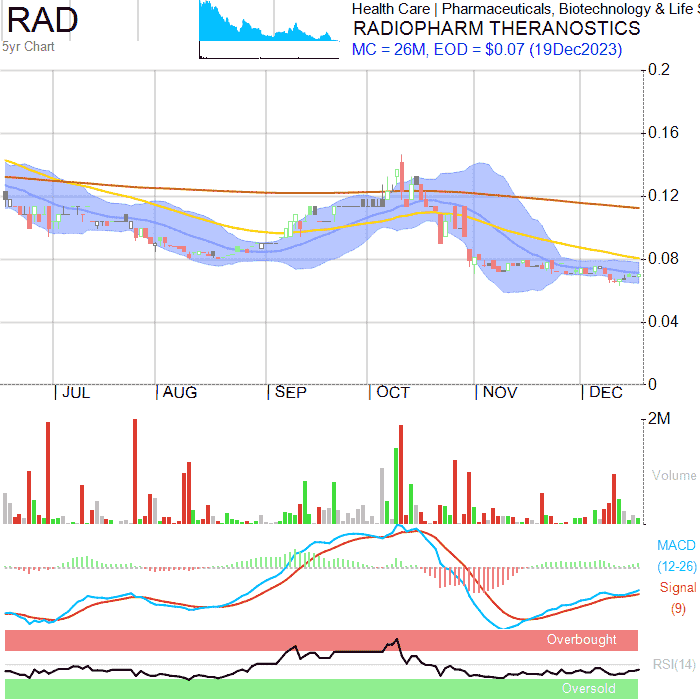 RAD
5yr Chart
Health Care | Pharmaceuticals, Biotechnology & Life S
RADIOPHARM THERANOSTICS
MC = 26M, EOD = $0.07 (19Dec2023)
0.2
0.16
0.12
0.08
0.04
0
JUL AUG SEP OCT NOV DEC
2M
Volume
MACD
(12-26)
Signal
(9)
Overbought
RSI(14)
Oversold